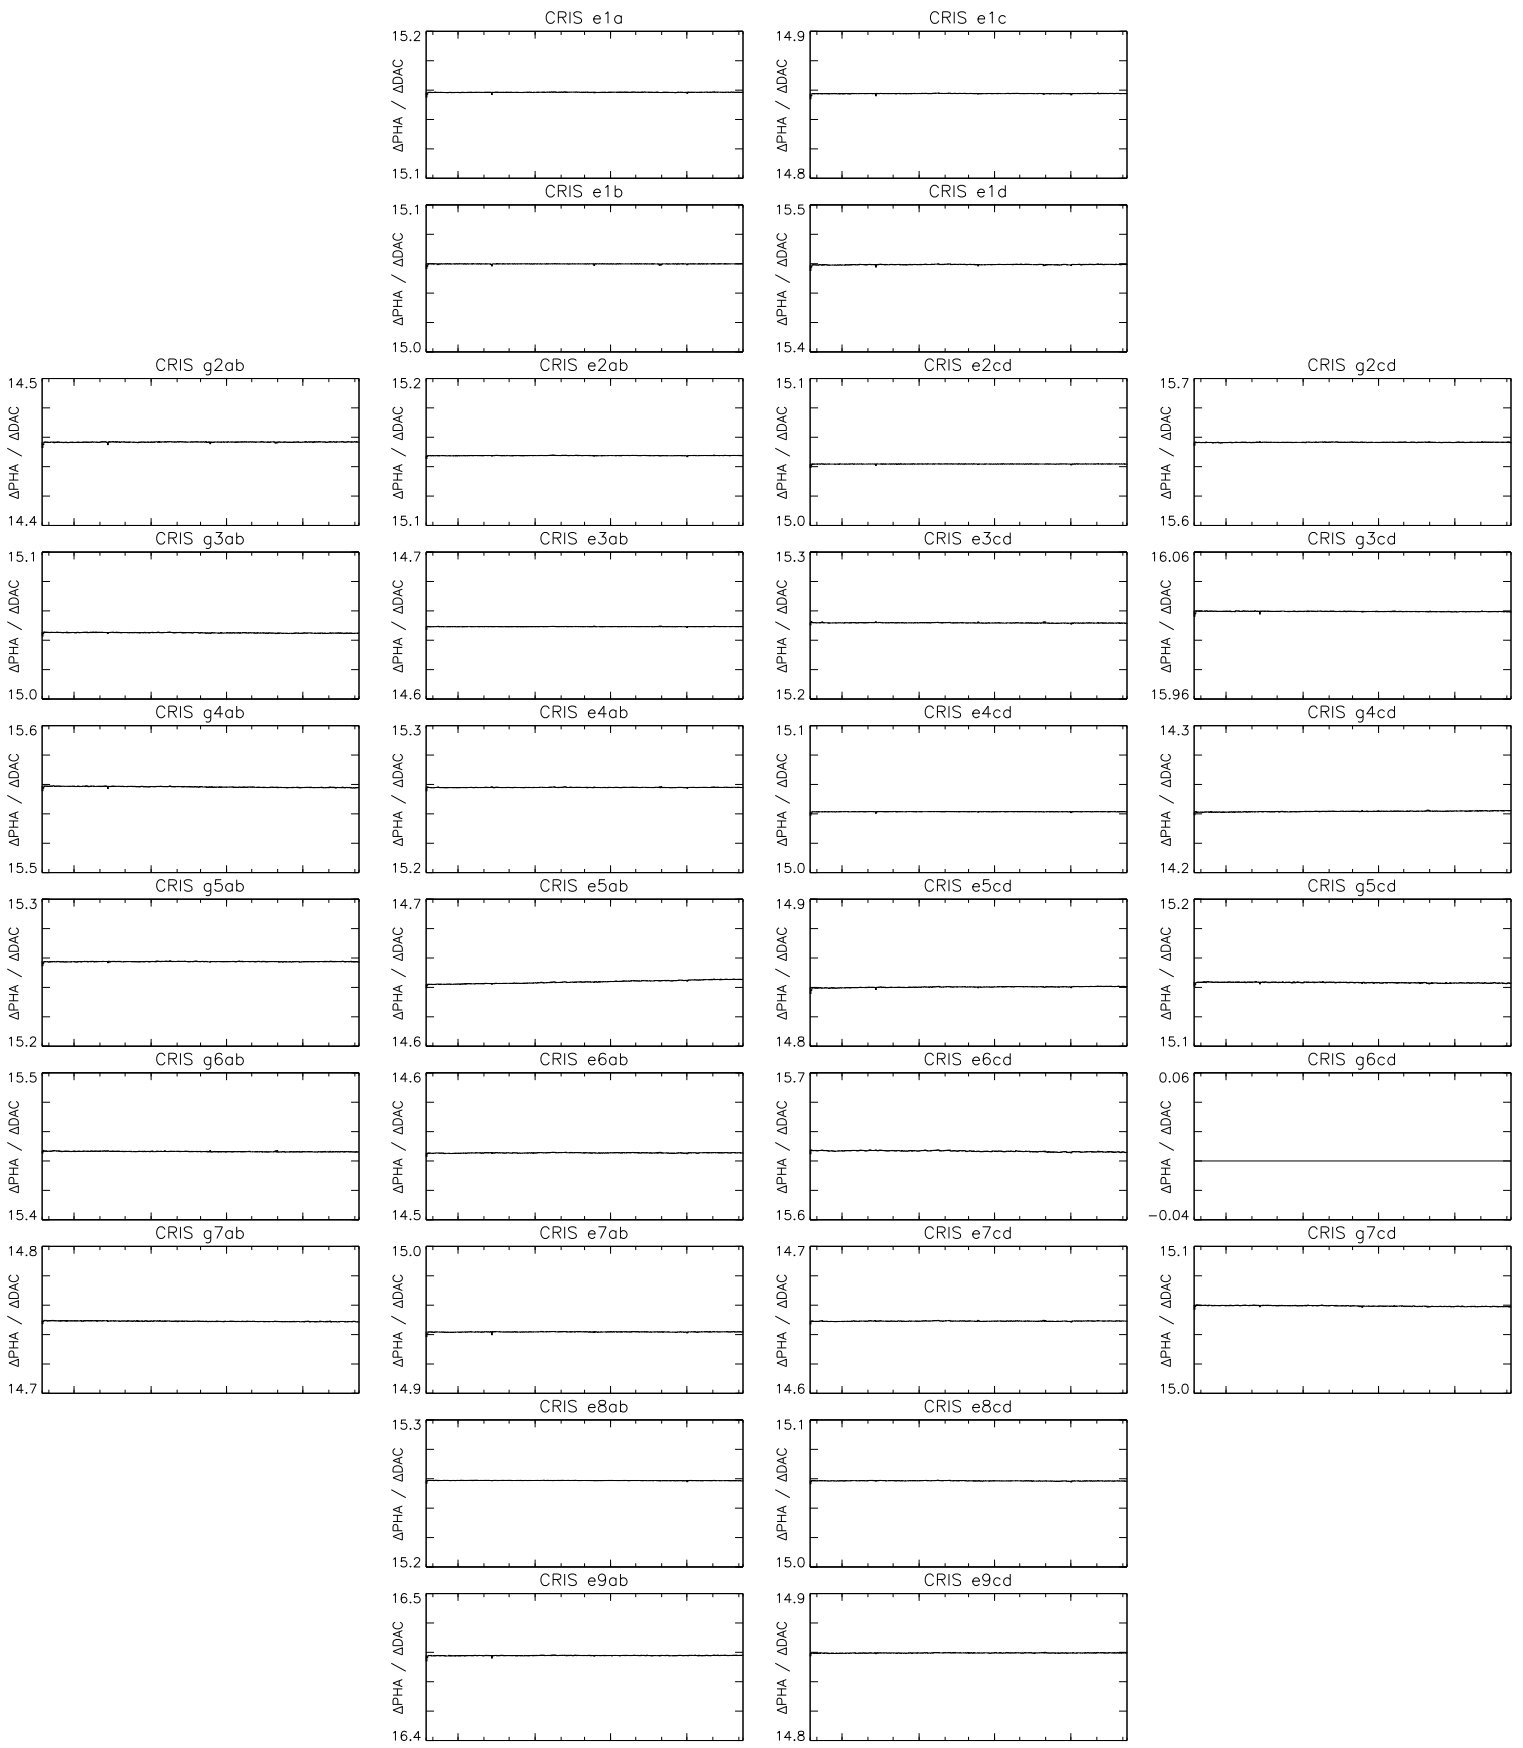 CRIS e1a
15.2
ΔPHA / ΔDAC
15.1
CRIS e1c
14.9
ΔPHA / ΔDAC
14.8
CRIS e1b
15.1
ΔPHA / ΔDAC
15.0
CRIS e1d
15.5
ΔPHA / ΔDAC
15.4
CRIS g2ab
14.5
ΔPHA / ΔDAC
14.4
CRIS e2ab
15.2
ΔPHA / ΔDAC
15.1
CRIS e2cd
15.1
ΔPHA / ΔDAC
15.0
CRIS g2cd
15.7
ΔPHA / ΔDAC
15.6
CRIS g3ab
15.1
ΔPHA / ΔDAC
15.0
CRIS e3ab
14.7
ΔPHA / ΔDAC
14.6
CRIS e3cd
15.3
ΔPHA / ΔDAC
15.2
CRIS g3cd
16.06
ΔPHA / ΔDAC
15.96
CRIS g4ab
15.6
ΔPHA / ΔDAC
15.5
CRIS e4ab
15.3
ΔPHA / ΔDAC
15.2
CRIS e4cd
15.1
ΔPHA / ΔDAC
15.0
CRIS g4cd
14.3
ΔPHA / ΔDAC
14.2
CRIS g5ab
15.3
ΔPHA / ΔDAC
15.2
CRIS e5ab
14.7
ΔPHA / ΔDAC
14.6
CRIS e5cd
14.9
ΔPHA / ΔDAC
14.8
CRIS g5cd
15.2
ΔPHA / ΔDAC
15.1
CRIS g6ab
15.5
ΔPHA / ΔDAC
15.4
CRIS e6ab
14.6
ΔPHA / ΔDAC
14.5
CRIS e6cd
15.7
ΔPHA / ΔDAC
15.6
CRIS g6cd
0.06
ΔPHA / ΔDAC
−0.04
CRIS g7ab
14.8
ΔPHA / ΔDAC
14.7
CRIS e7ab
15.0
ΔPHA / ΔDAC
14.9
CRIS e7cd
14.7
ΔPHA / ΔDAC
14.6
CRIS g7cd
15.1
ΔPHA / ΔDAC
15.0
CRIS e8ab
15.3
ΔPHA / ΔDAC
15.2
CRIS e8cd
15.1
ΔPHA / ΔDAC
15.0
CRIS e9ab
16.5
ΔPHA / ΔDAC
16.4
CRIS e9cd
14.9
ΔPHA / ΔDAC
14.8